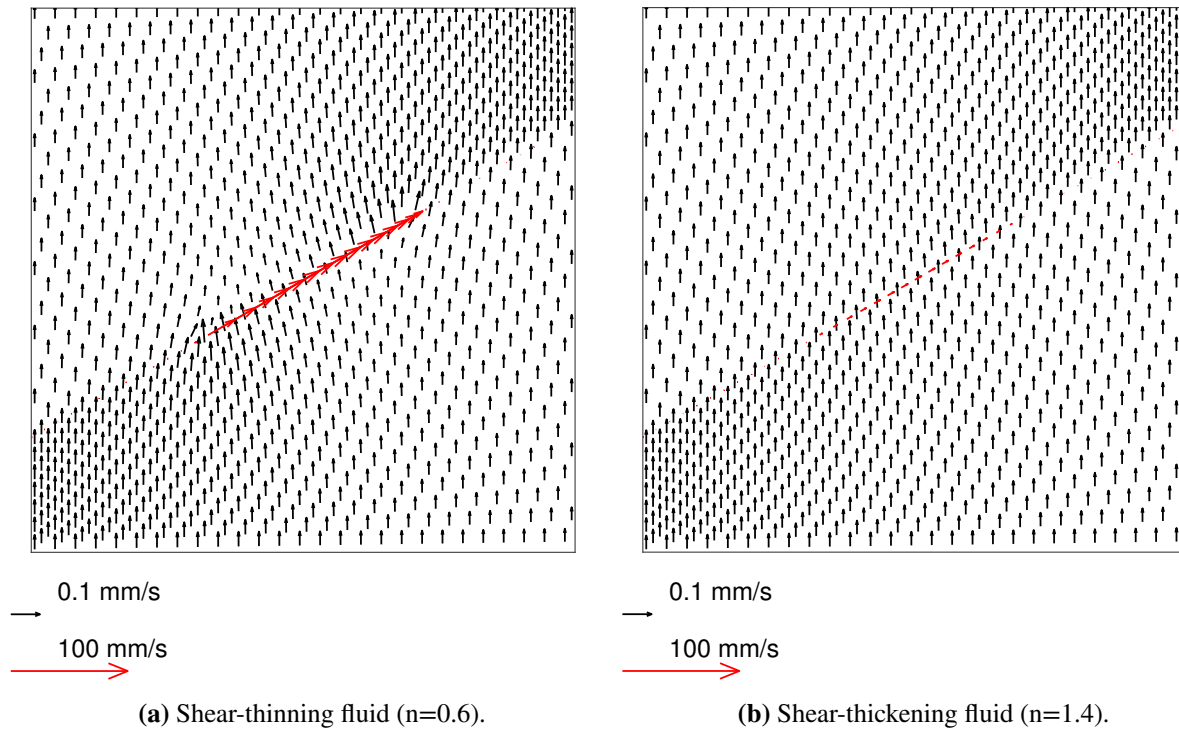 0.1 mm/s
100 mm/s
0.1 mm/s
100 mm/s
(a) Shear-thinning fluid (n=0.6).
(b) Shear-thickening fluid (n=1.4).